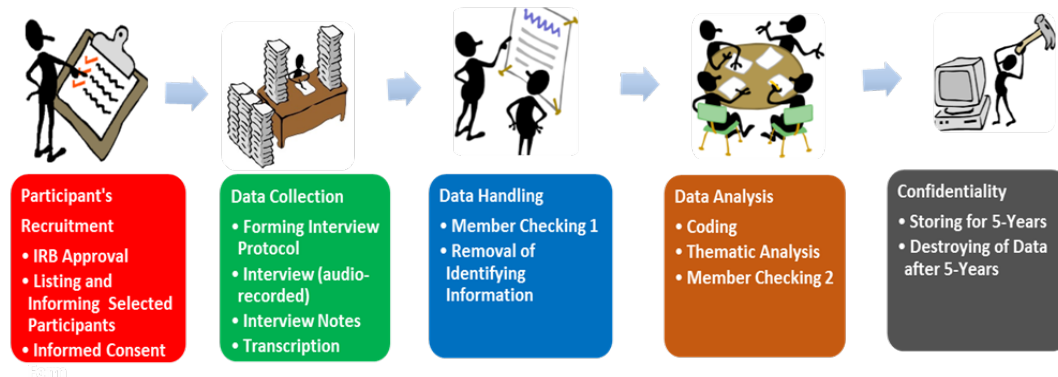 Participant's
Recruitment
• IRB Approval
• Listing and
Informing Selected
Participants
• Informed Consent
Data Collection
• Forming Interview
Protocol
• Interview (audio-
recorded)
• Interview Notes
• Transcription
Data Handling
• Member Checking 1
• Removal of
Identifying
Information
Data Analysis
• Coding
• Thematic Analysis
• Member Checking 2
Confidentiality
• Storing for 5-Years
• Destroying of Data
after 5-Years